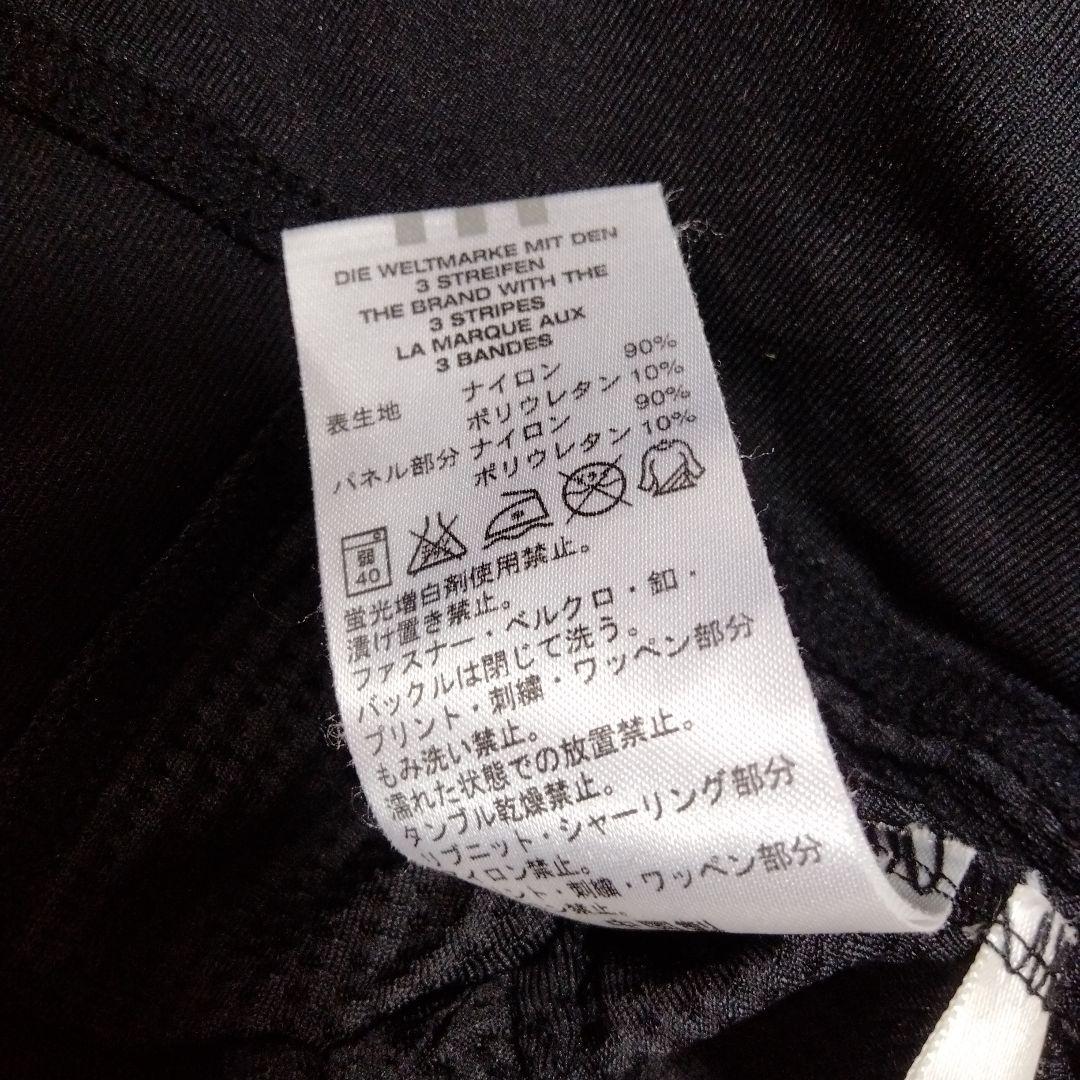 DIE WELTMARKE MIT DEN
3 STREIFEN
THE BRAND WITH THE
3 STRIPES
LA MARQUE AUX
3 BANDES
表生地 ナイロン 90%
ポリウレタン 10%
パネル部分 ナイロン 90%
ポリウレタン 10%
弱
40
蛍光増白剤使用禁止。
漬け置き禁止。
ファスナー・ベルクロ・釦・
バックルは閉じて洗う。
プリント・刺繍・ワッペン部分
もみ洗い禁止。
濡れた状態での放置禁止。
タンブル乾燥禁止。
リブニット・シャーリング部分
イロン禁止。
ント・刺繍・ワッペン部分
禁止。